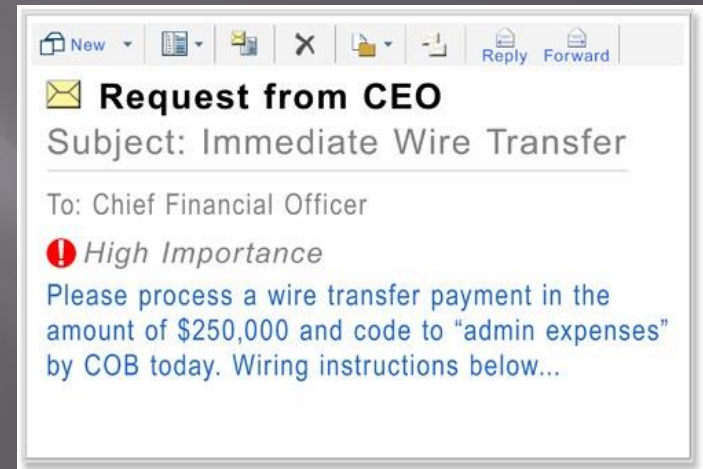 New
Reply Forward
Request from CEO
Subject: Immediate Wire Transfer
To: Chief Financial Officer
High Importance
Please process a wire transfer payment in the
amount of $250,000 and code to “admin expenses”
by COB today. Wiring instructions below...